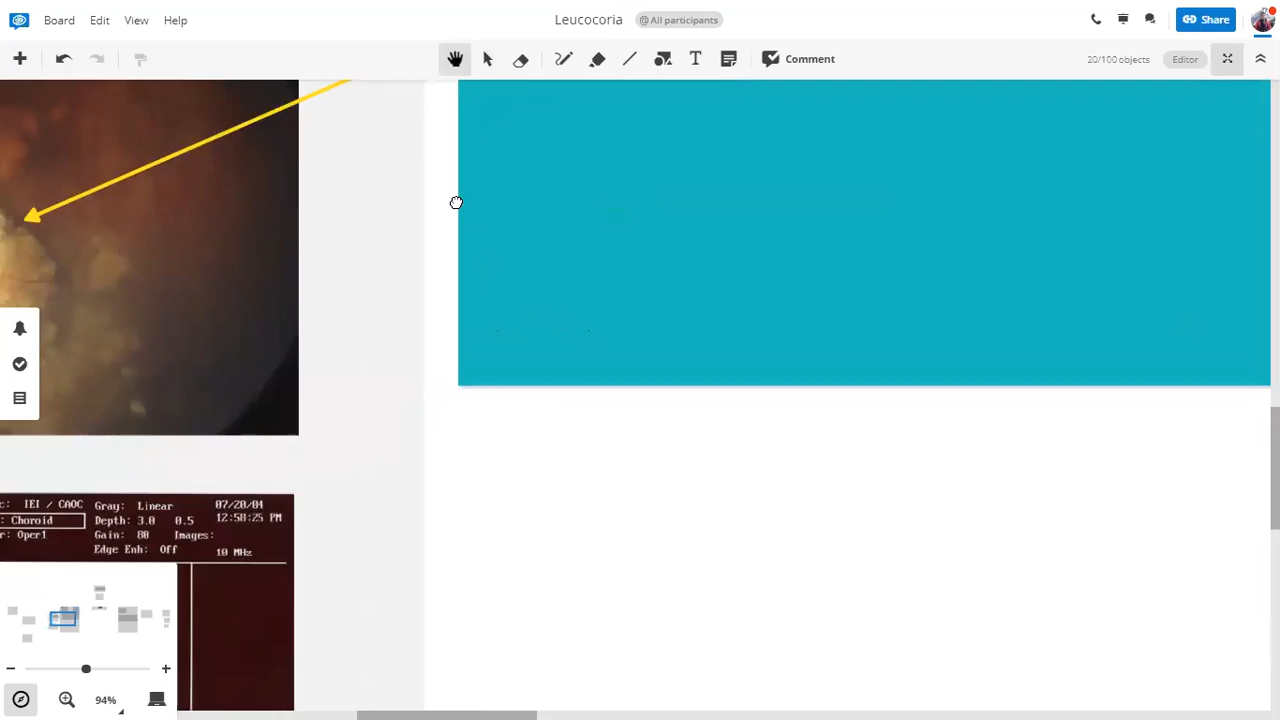 Board Edit View Help
Leucocoria
@ All participants
Share
Comment
20/100 objects
Editor
c: IEI / CAOC
: Choroid
r: Oper1
Gray: Linear
Depth: 3.0 0.5
Gain: 80 Images:
Edge Enh: Off
07/20/04
12:58:25 PM
10 MHz
94%